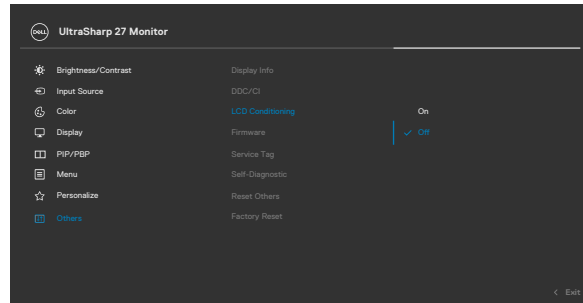 DELL UltraSharp 27 Monitor
Brightness/Contrast Display Info
Input Source DDC/CI
Color LCD Conditioning On
Display Firmware Off
PIP/PBP Service Tag
Menu Self-Diagnostic
Personalize Reset Others
Others Factory Reset
< Exit